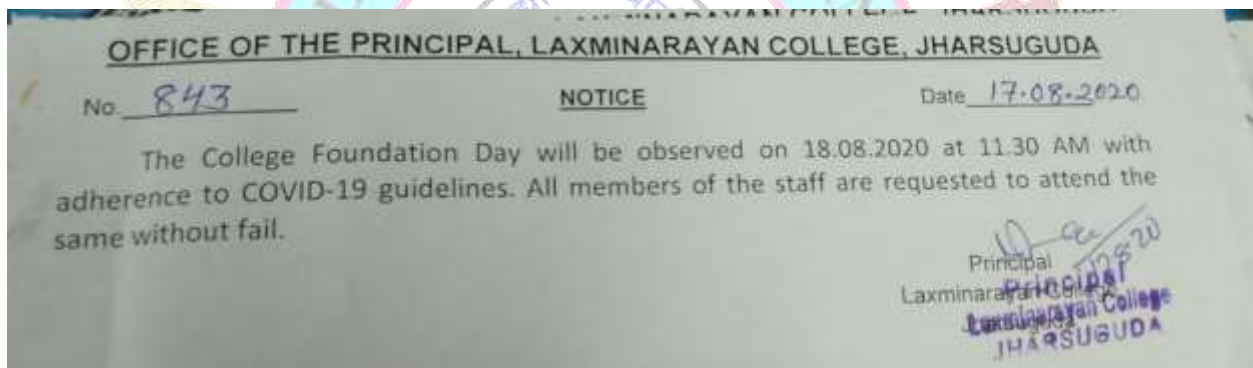 OFFICE OF THE PRINCIPAL, LAXMINARAYAN COLLEGE, JHARSUGUDA
No. 843 NOTICE Date 17.08.2020
The College Foundation Day will be observed on 18.08.2020 at 11.30 AM with
adherence to COVID-19 guidelines. All members of the staff are requested to attend the
same without fail.
Principal
Laxminarayan College
Principal
Laxminarayan College
JHARSUGUDA